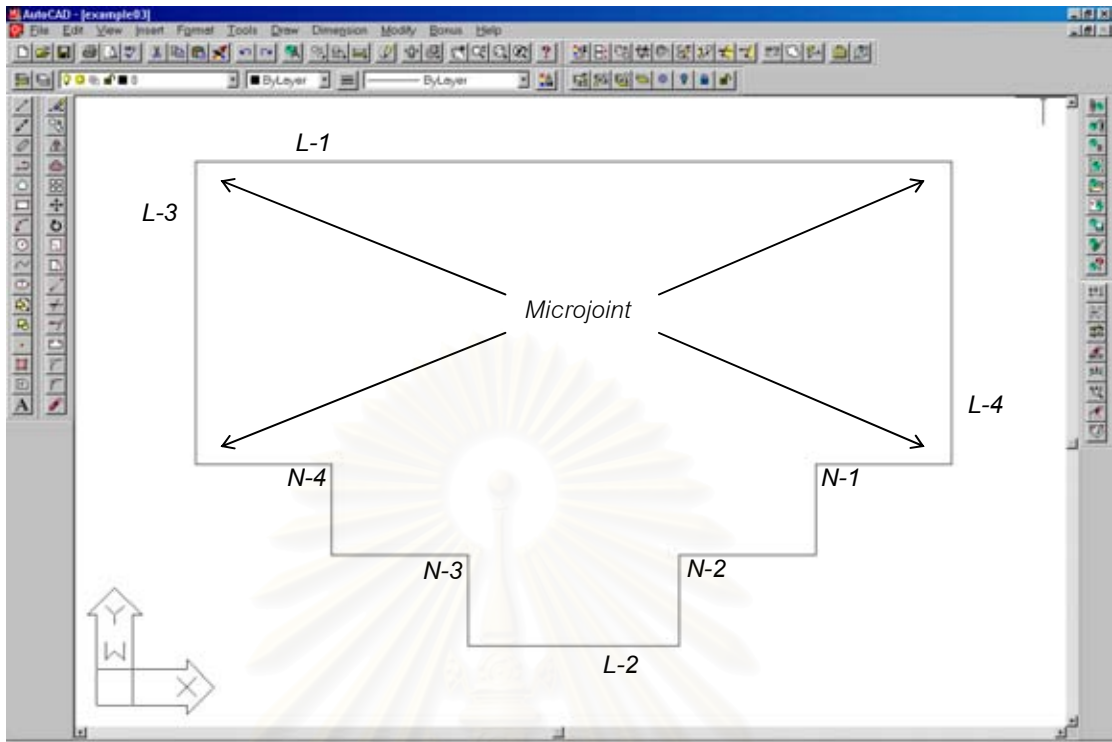 AutoCAD - [example03]
File Edit View Insert Format Tools Draw Dimension Modify Bonus Help
0 ByLayer ByLayer
L-1
L-3
Microjoint
L-4
N-4 N-1
N-3 N-2
Y
W
X
L-2
A